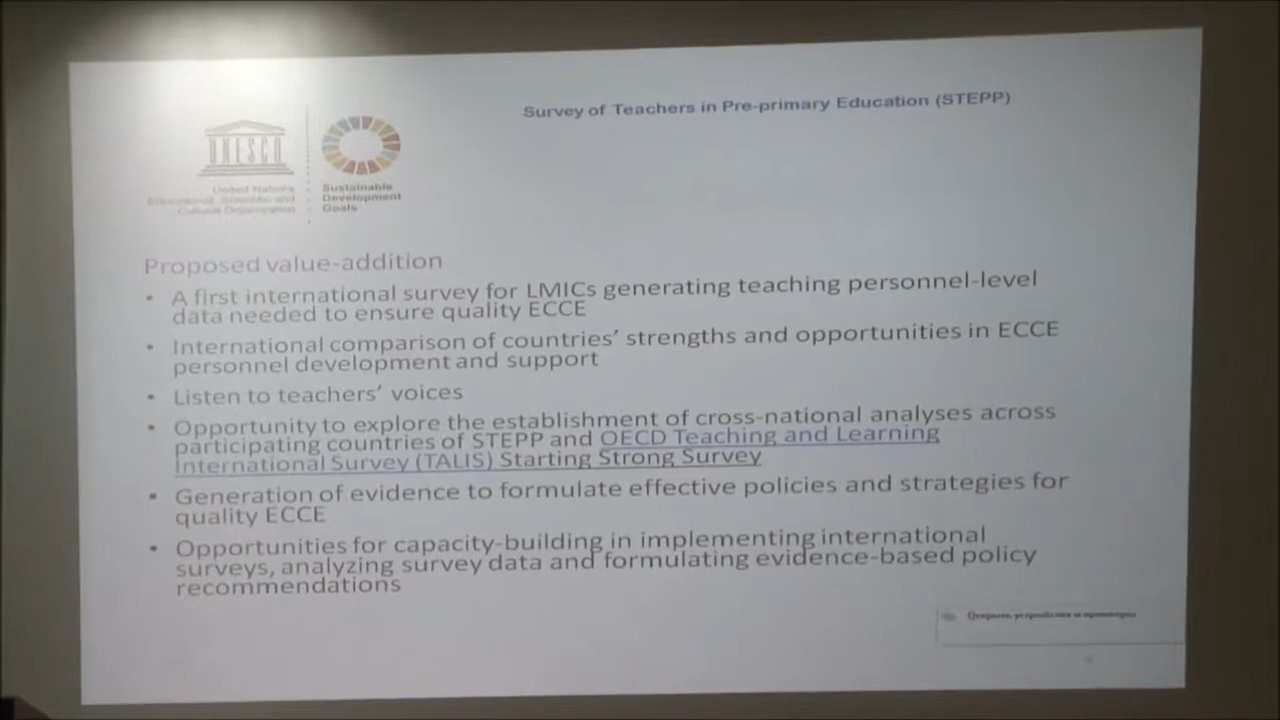 Survey of Teachers in Pre-primary Education (STEPP)
UNESCO
United Nations
Educational, Scientific and
Cultural Organization
Sustainable
Development
Goals
Proposed value-addition
• A first international survey for LMICs generating teaching personnel-level
data needed to ensure quality ECCE
• International comparison of countries’ strengths and opportunities in ECCE
personnel development and support
• Listen to teachers’ voices
• Opportunity to explore the establishment of cross-national analyses across
participating countries of STEPP and OECD Teaching and Learning
International Survey (TALIS) Starting Strong Survey
• Generation of evidence to formulate effective policies and strategies for
quality ECCE
• Opportunities for capacity-building in implementing international
surveys, analyzing survey data and formulating evidence-based policy
recommendations
устройства и принтеры